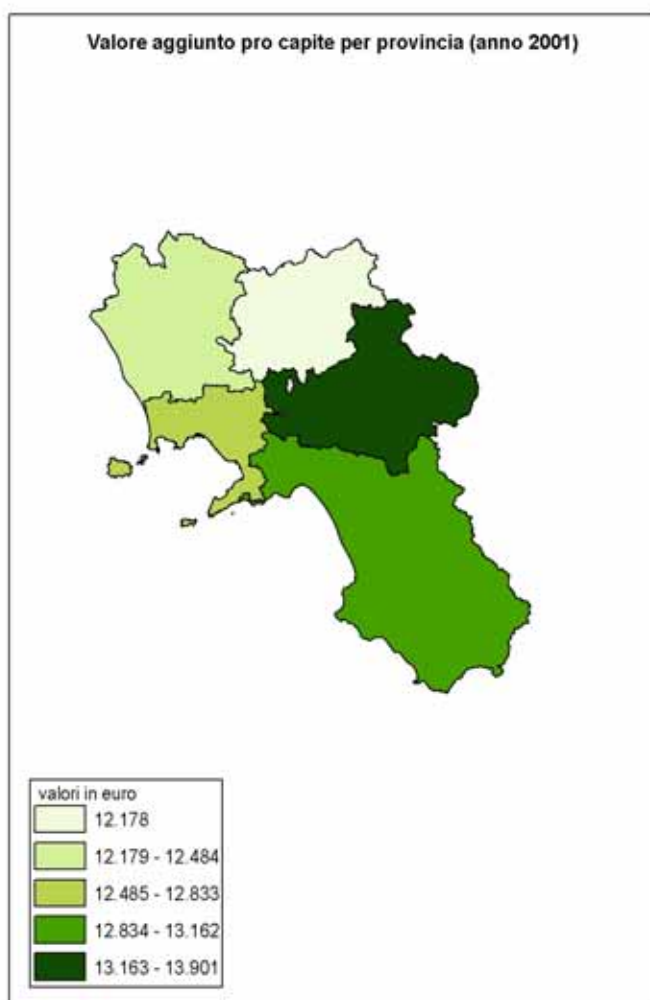 Valore aggiunto pro capite per provincia (anno 2001)
valori in euro
12.178
12.179 - 12.484
12.485 - 12.833
12.834 - 13.162
13.163 - 13.901